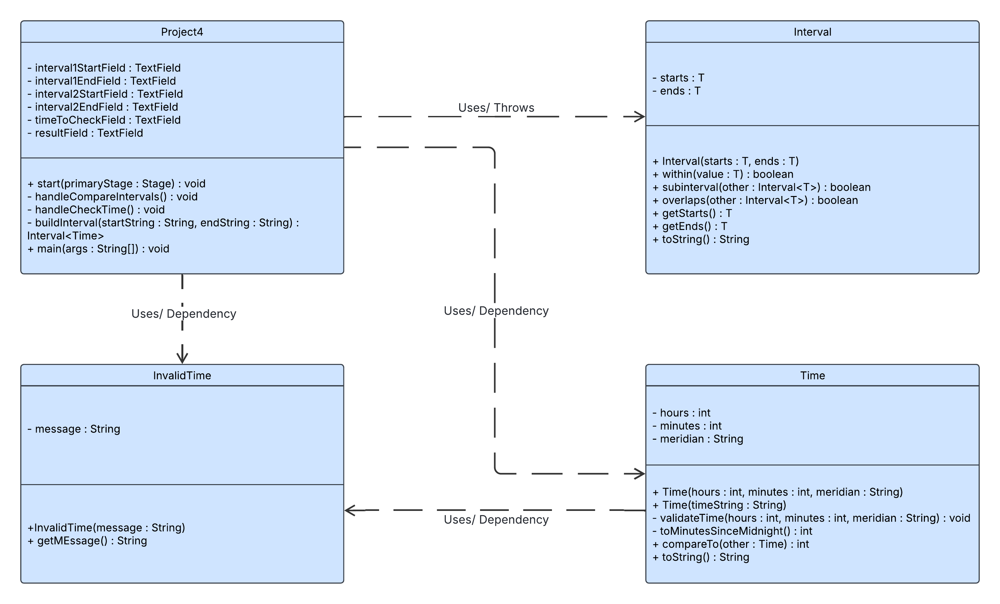 Project4
- interval1StartField : TextField
- interval1EndField : TextField
- interval2StartField : TextField
- interval2EndField : TextField
- timeToCheckField : TextField
- resultField : TextField
+ start(primaryStage : Stage) : void
- handleCompareIntervals() : void
- handleCheckTime() : void
- buildInterval(startString : String, endString : String) :
Interval<Time>
+ main(args : String[]) : void
Uses/ Throws
Interval
- starts : T
- ends : T
+ Interval(starts : T, ends : T)
+ within(value : T) : boolean
+ subinterval(other : Interval<T>) : boolean
+ overlaps(other : Interval<T>) : boolean
+ getStarts() : T
+ getEnds() : T
+ toString() : String
Uses/ Dependency
Uses/ Dependency
InvalidTime
- message : String
+InvalidTime(message : String)
+ getMEssage() : String
Uses/ Dependency
Time
- hours : int
- minutes : int
- meridian : String
+ Time(hours : int, minutes : int, meridian : String)
+ Time(timeString : String)
- validateTime(hours : int, minutes : int, meridian : String) : void
- toMinutesSinceMidnight() : int
+ compareTo(other : Time) : int
+ toString() : String